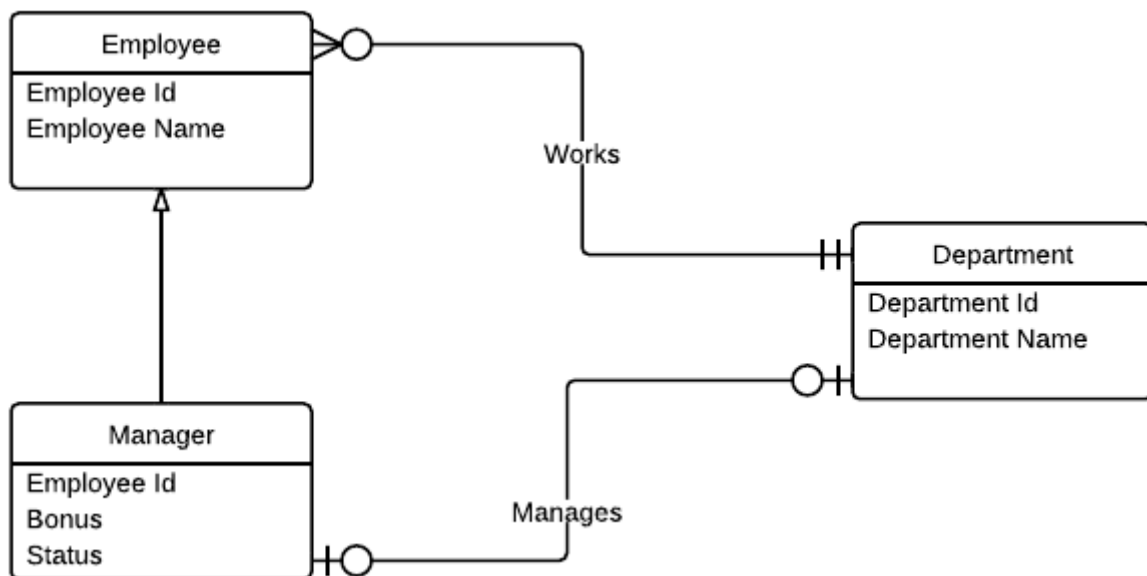 Employee
Employee Id
Employee Name
Works
Department
Department Id
Department Name
Manager
Employee Id
Bonus
Status
Manages